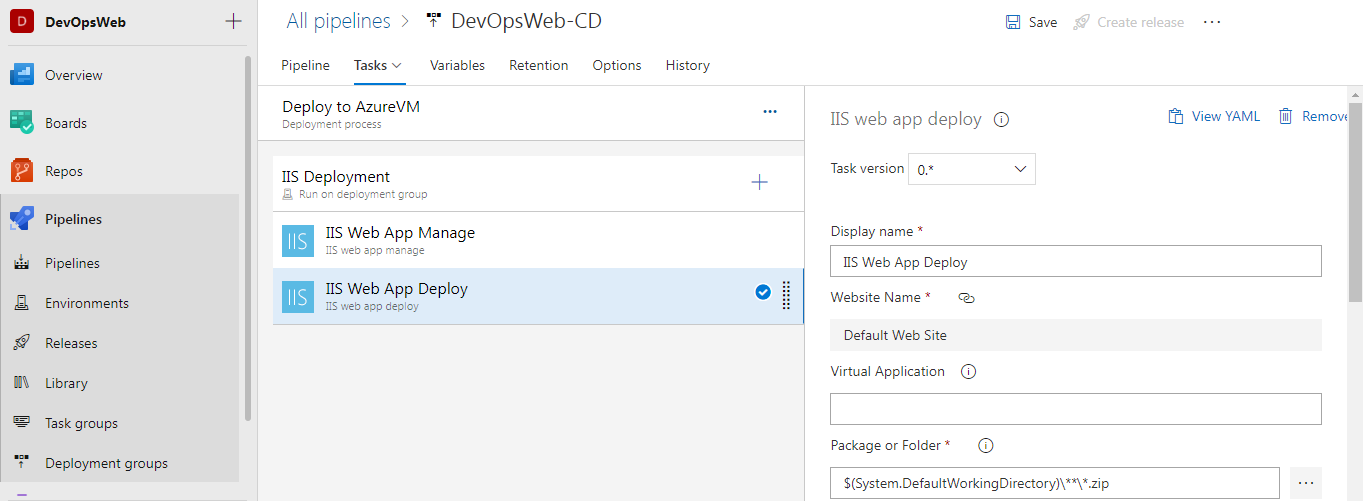 D DevOpsWeb
Overview
Boards
Repos
Pipelines
Pipelines
Environments
Releases
Library
Task groups
Deployment groups
All pipelines > DevOpsWeb-CD
Save Create release ...
Pipeline Tasks Variables Retention Options History
Deploy to AzureVM
Deployment process
IIS Deployment
Run on deployment group
IIS IIS Web App Manage
IIS web app manage
IIS IIS Web App Deploy
IIS web app deploy
IIS web app deploy
View YAML Remove
Task version 0.*
Display name *
IIS Web App Deploy
Website Name *
Default Web Site
Virtual Application
Package or Folder *
$(System.DefaultWorkingDirectory)\**\*.zip